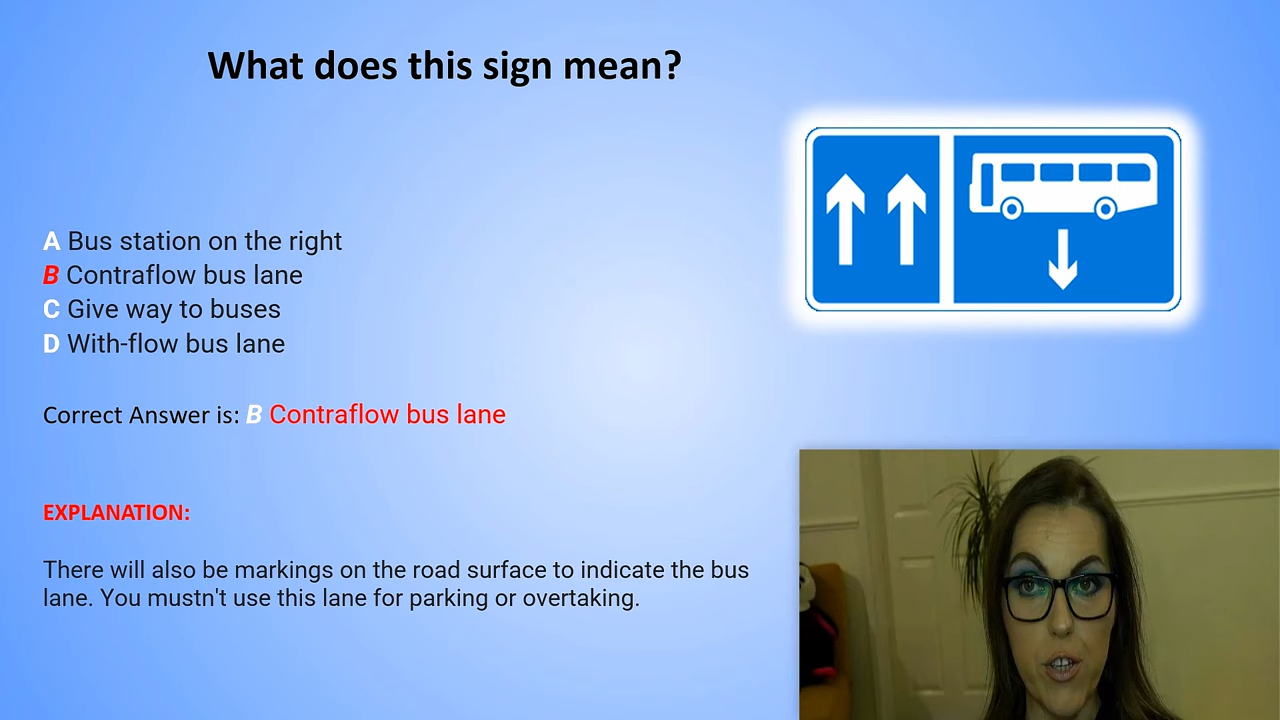 What does this sign mean?
A Bus station on the right
B Contraflow bus lane
C Give way to buses
D With-flow bus lane
Correct Answer is: B Contraflow bus lane
EXPLANATION:
There will also be markings on the road surface to indicate the bus
lane. You mustn't use this lane for parking or overtaking.